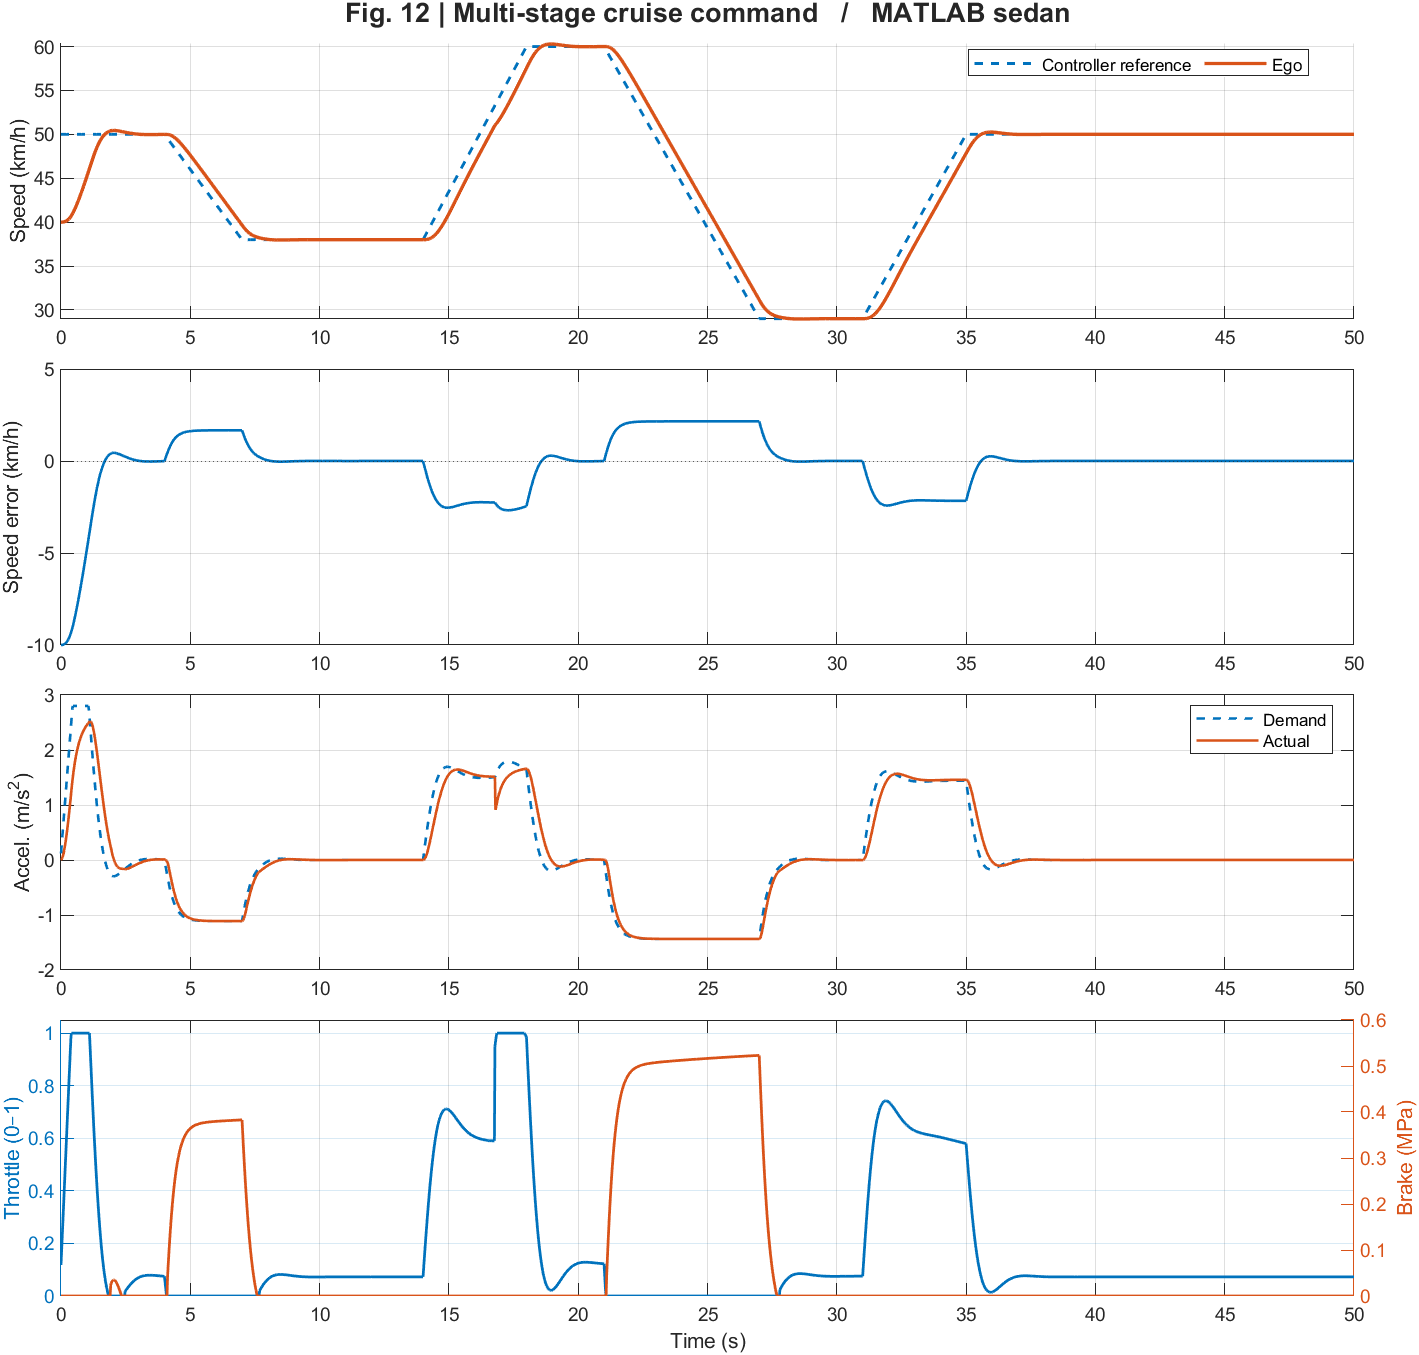 Fig. 12 | Multi-stage cruise command / MATLAB sedan
Speed (km/h)
60
55
50
45
40
35
30
Controller reference
Ego
0 5 10 15 20 25 30 35 40 45 50
Speed error (km/h)
5
0
-5
-10
0 5 10 15 20 25 30 35 40 45 50
Accel. (m/s²)
3
2
1
0
-1
-2
Demand
Actual
0 5 10 15 20 25 30 35 40 45 50
Throttle (0−1)
1
0.8
0.6
0.4
0.2
0
Brake (MPa)
0.6
0.5
0.4
0.3
0.2
0.1
0
0 5 10 15 20 25 30 35 40 45 50
Time (s)